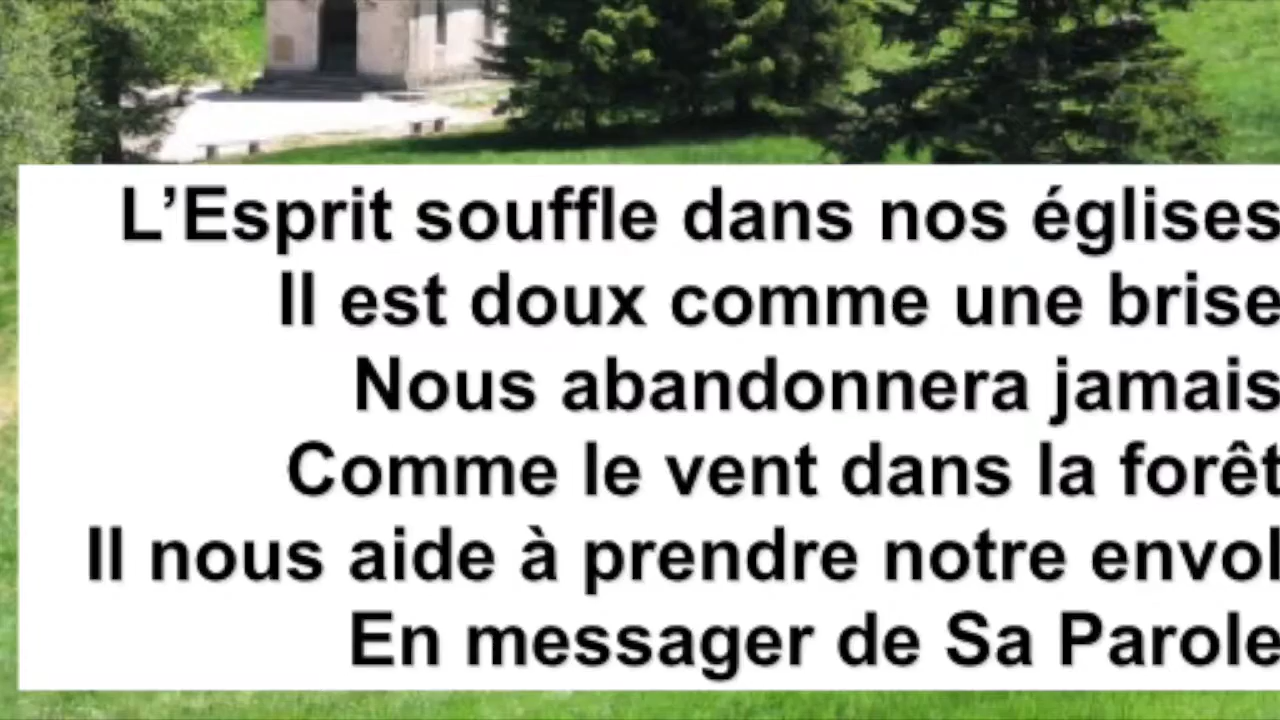 L’Esprit souffle dans nos églises
Il est doux comme une brise
Nous abandonnera jamais
Comme le vent dans la forêt
Il nous aide à prendre notre envol
En messager de Sa Parole